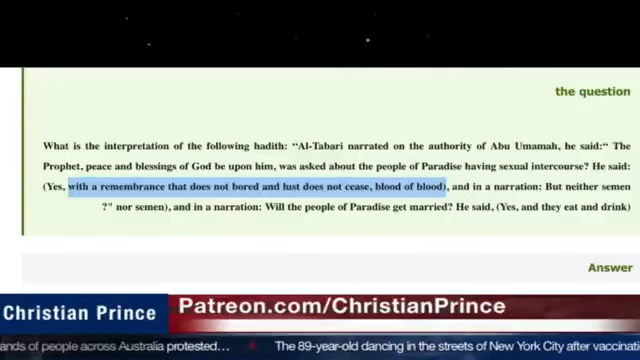 the question
What is the interpretation of the following hadith: “Al-Tabari narrated on the authority of Abu Umamah, he said:“ The
Prophet, peace and blessings of God be upon him, was asked about the people of Paradise having sexual intercourse? He said:
(Yes, with a remembrance that does not bored and lust does not cease, blood of blood), and in a narration: But neither semen
?" nor semen), and in a narration: Will the people of Paradise get married? He said, (Yes, and they eat and drink)
Answer
Christian Prince
Patreon.com/ChristianPrince
ands of people across Australia protested… The 89-year-old dancing in the streets of New York City after vaccinati